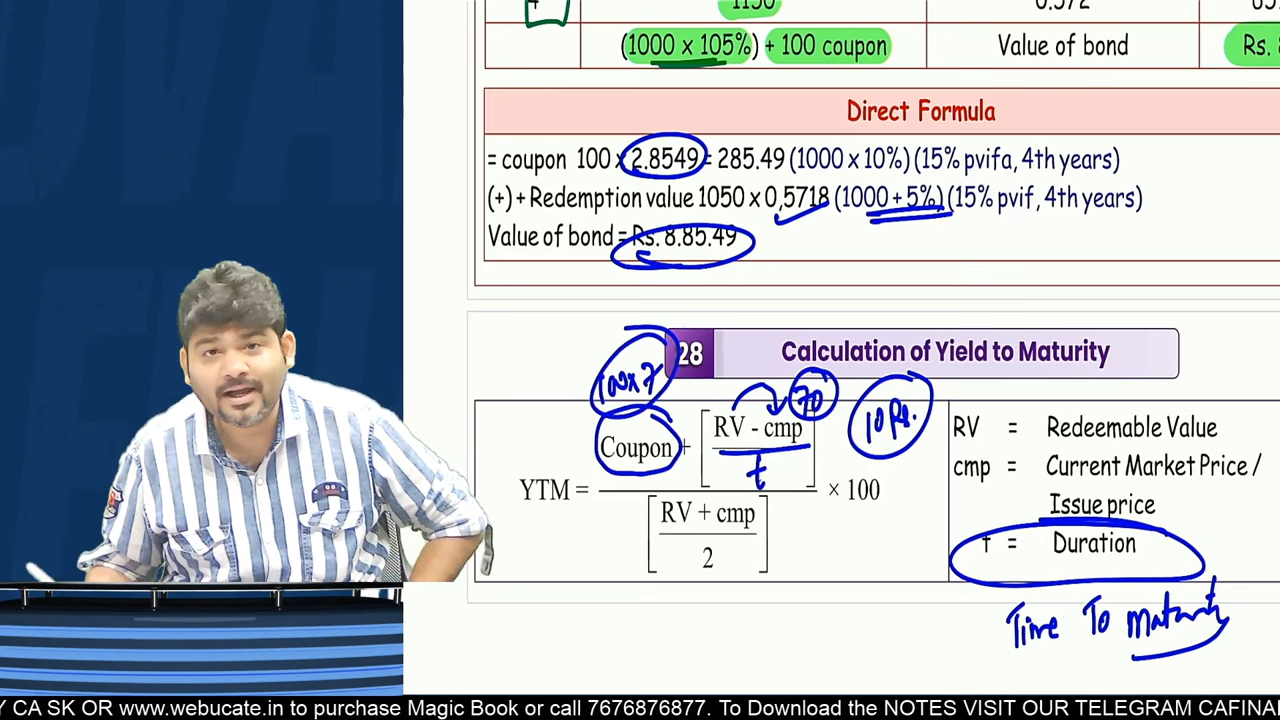 1150
0.572
(1000 x 105%) + 100 coupon
Value of bond
Rs. 8
Direct Formula
= coupon 100 x 2.8549 = 285.49 (1000 x 10%) (15% pvifa, 4th years)
(+) + Redemption value 1050 x 0,5718 (1000 + 5%) (15% pvif, 4th years)
Value of bond = Rs. 8.85.49
28 Calculation of Yield to Maturity
100x7
70
10 Rs.
Coupon + [RV - cmp / t]
YTM = × 100
[RV + cmp / 2]
RV = Redeemable Value
cmp = Current Market Price /
Issue price
t = Duration
Time To Maturity
Y CA SK OR www.webucate.in to purchase Magic Book or call 7676876877. To Download the NOTES VISIT OUR TELEGRAM CAFINAL